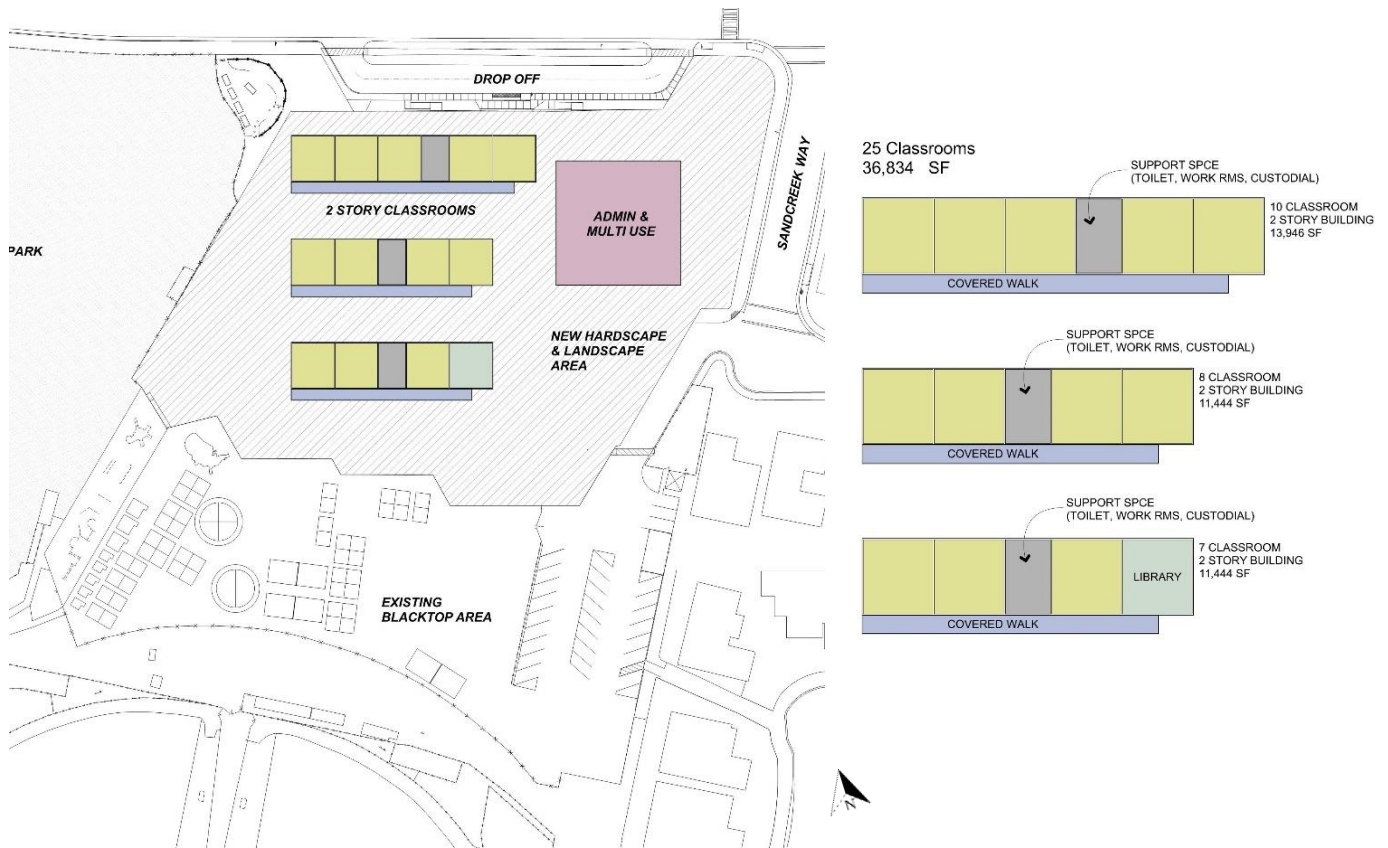 DROP OFF
2 STORY CLASSROOMS
ADMIN &
MULTI USE
SANDCREEK WAY
PARK
NEW HARDSCAPE
& LANDSCAPE
AREA
EXISTING
BLACKTOP AREA
25 Classrooms
36,834 SF
SUPPORT SPCE
(TOILET, WORK RMS, CUSTODIAL)
10 CLASSROOM
2 STORY BUILDING
13,946 SF
COVERED WALK
SUPPORT SPCE
(TOILET, WORK RMS, CUSTODIAL)
8 CLASSROOM
2 STORY BUILDING
11,444 SF
COVERED WALK
SUPPORT SPCE
(TOILET, WORK RMS, CUSTODIAL)
7 CLASSROOM
2 STORY BUILDING
11,444 SF
LIBRARY
COVERED WALK
N